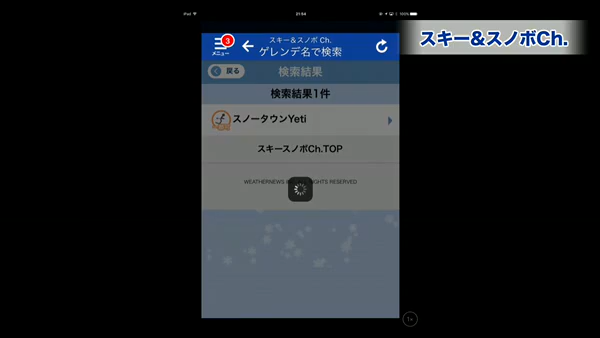 iPad
21:54
100%
スキー&スノボCh.
3
メニュー
スキー&スノボ Ch.
ゲレンデ名で検索
戻る
検索結果
検索結果1件
スノータウンYeti
スキースノボCh.TOP
WEATHERNEWS
RIGHTS RESERVED
1×